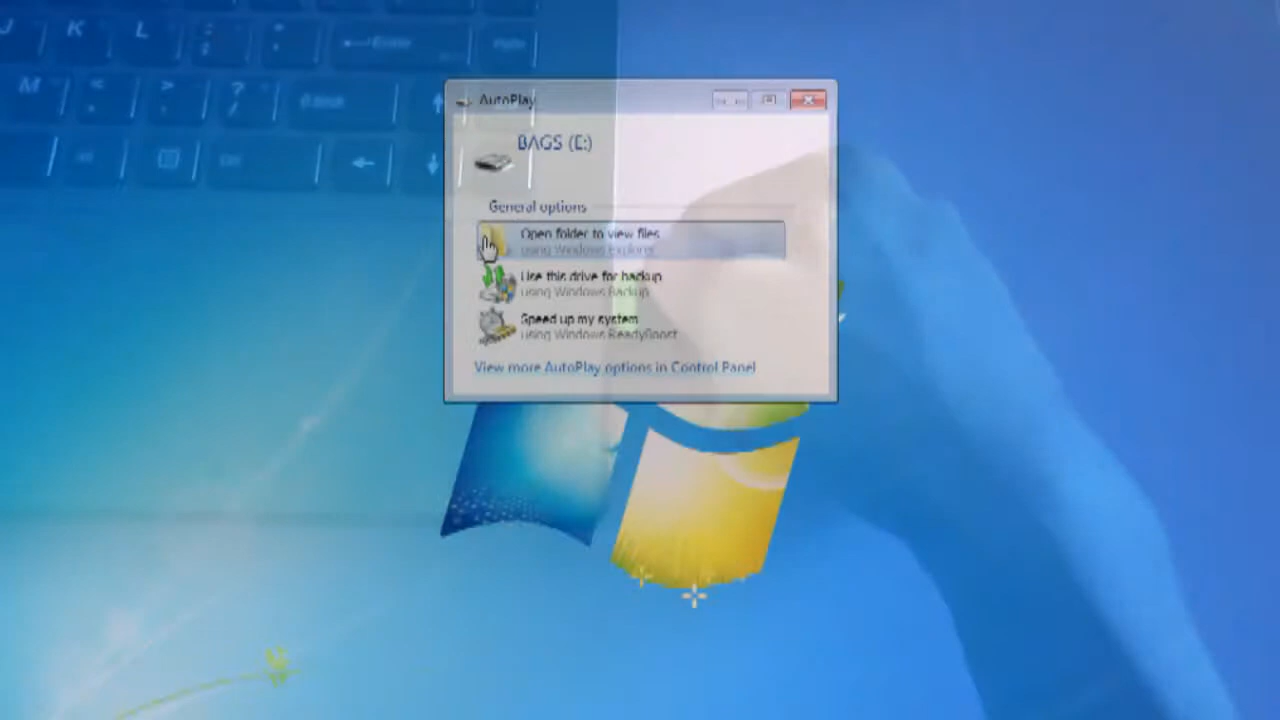 J K L
M < > ?
AutoPlay
BAGS (E:)
General options
Open folder to view files
using Windows Explorer
Use this drive for backup
using Windows Backup
Speed up my system
using Windows ReadyBoost
View more AutoPlay options in Control Panel